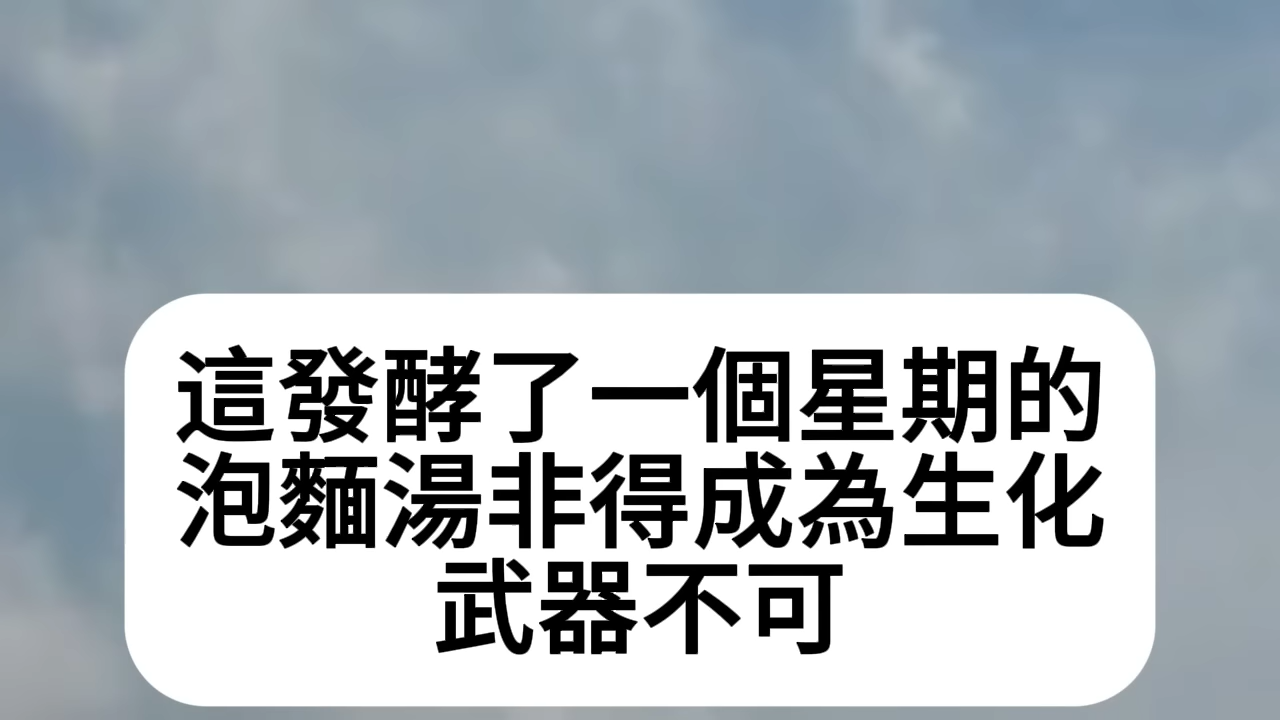 這發酵了一個星期的
泡麵湯非得成為生化
武器不可